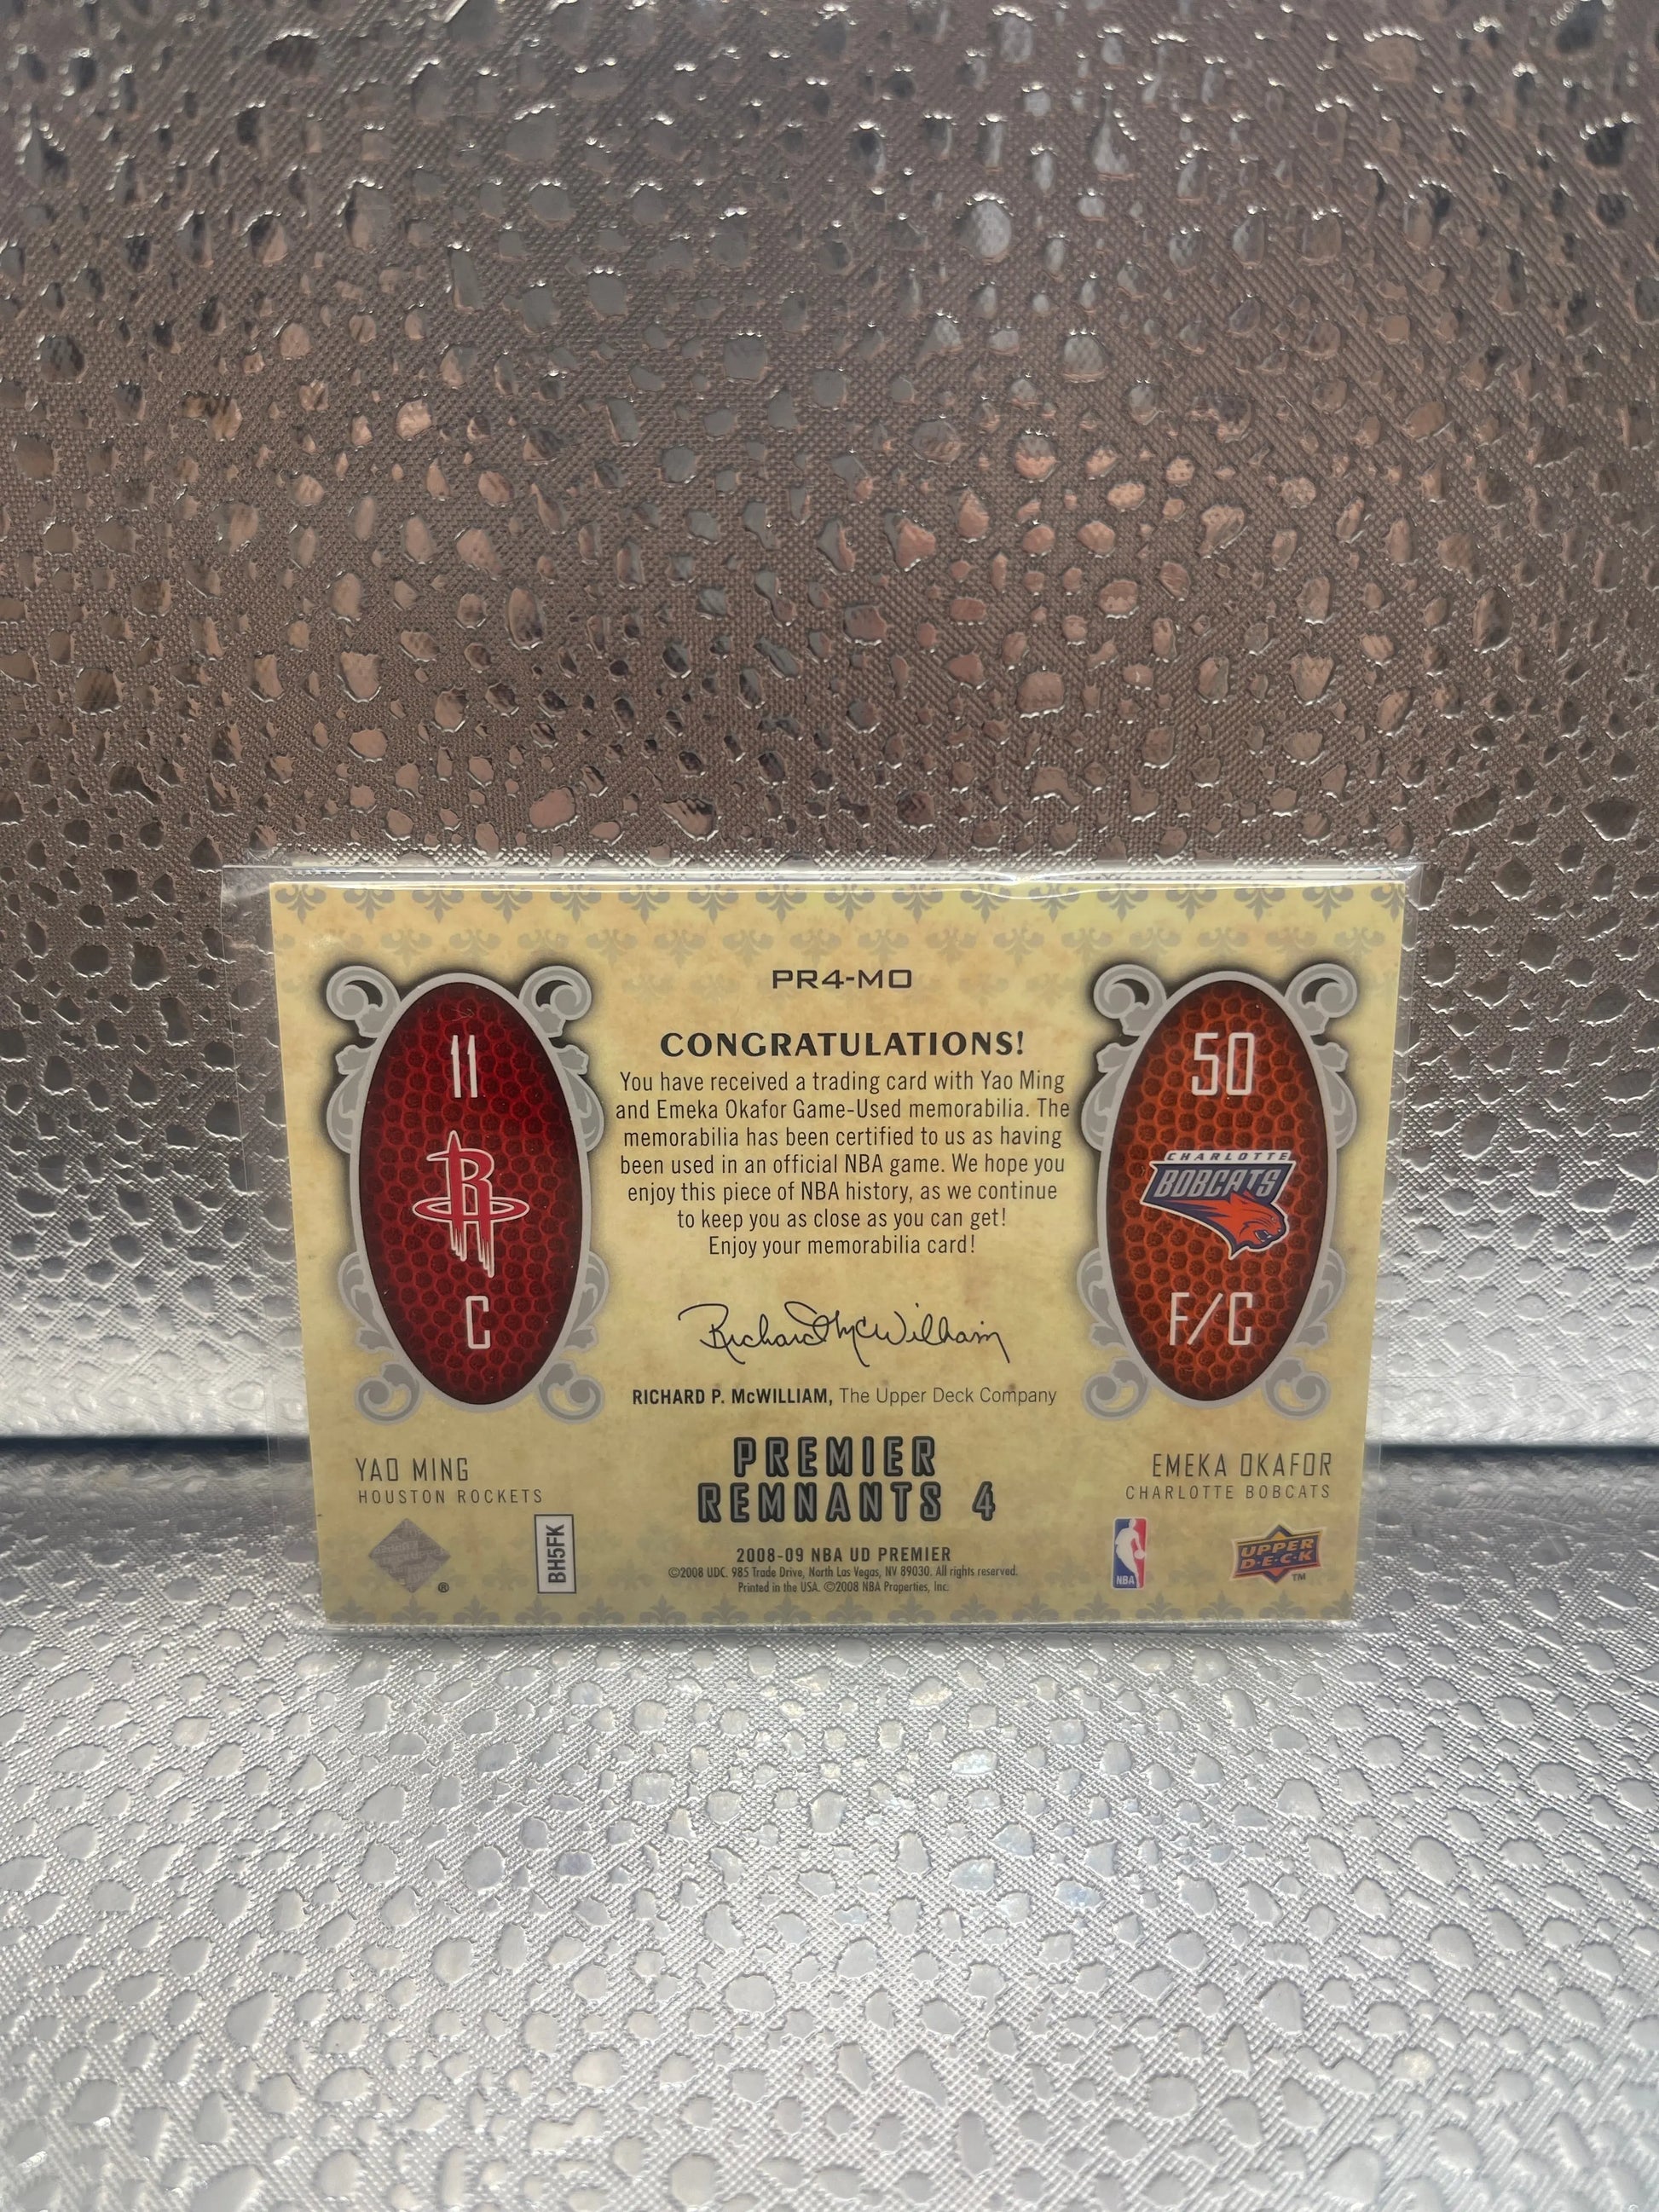 PR4-MO
CONGRATULATIONS!
You have received a trading card with Yao Ming
and Emeka Okafor Game-Used memorabilia. The
memorabilia has been certified to us as having
been used in an official NBA game. We hope you
enjoy this piece of NBA history, as we continue
to keep you as close as you can get!
Enjoy your memorabilia card!
Richard McWilliam
RICHARD P. McWILLIAM, The Upper Deck Company
11
R
C
50
CHARLOTTE
BOBCATS
F/C
YAO MING
HOUSTON ROCKETS
PREMIER
REMNANTS 4
EMEKA OKAFOR
CHARLOTTE BOBCATS
®
BH5FK
2008-09 NBA UD PREMIER
©2008 UDC. 985 Trade Drive, North Las Vegas, NV 89030. All rights reserved.
Printed in the USA. ©2008 NBA Properties, Inc.
NBA
UPPER
D·E·C·K
TM